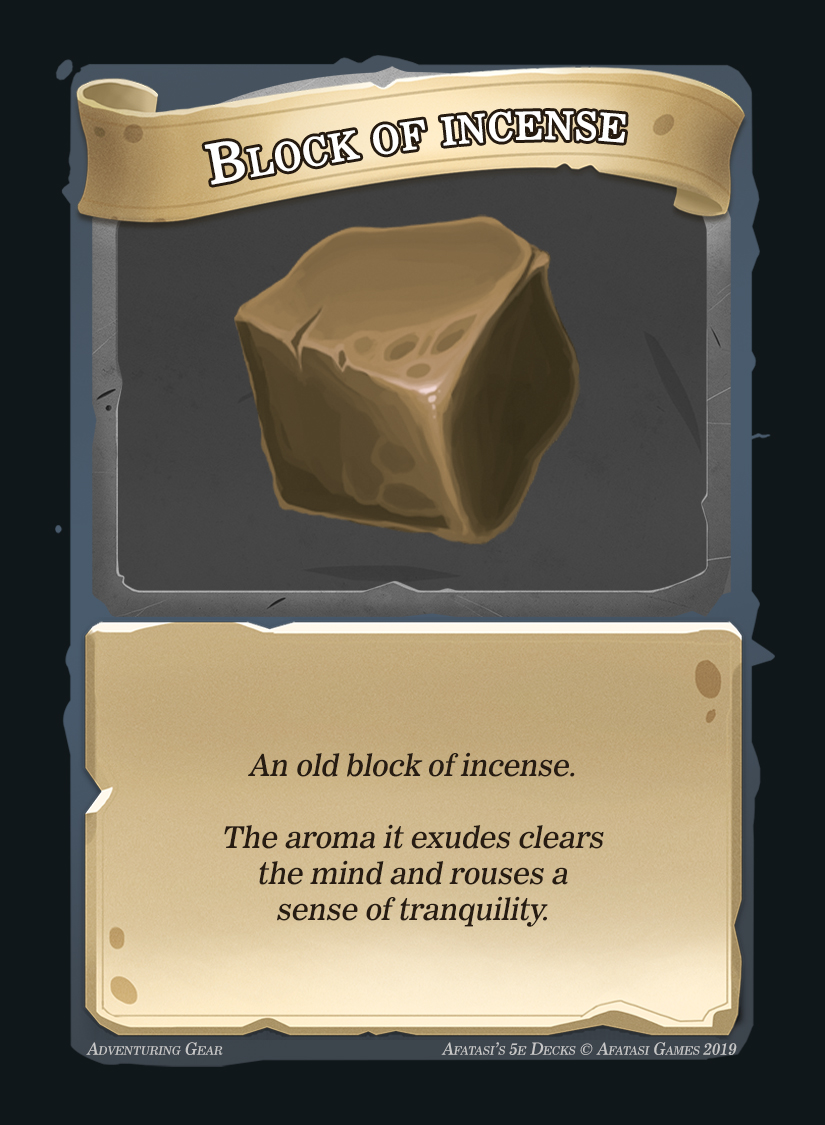 Block of incense
An old block of incense.
The aroma it exudes clears
the mind and rouses a
sense of tranquility.
Adventuring Gear
Afatasi's 5e Decks © Afatasi Games 2019